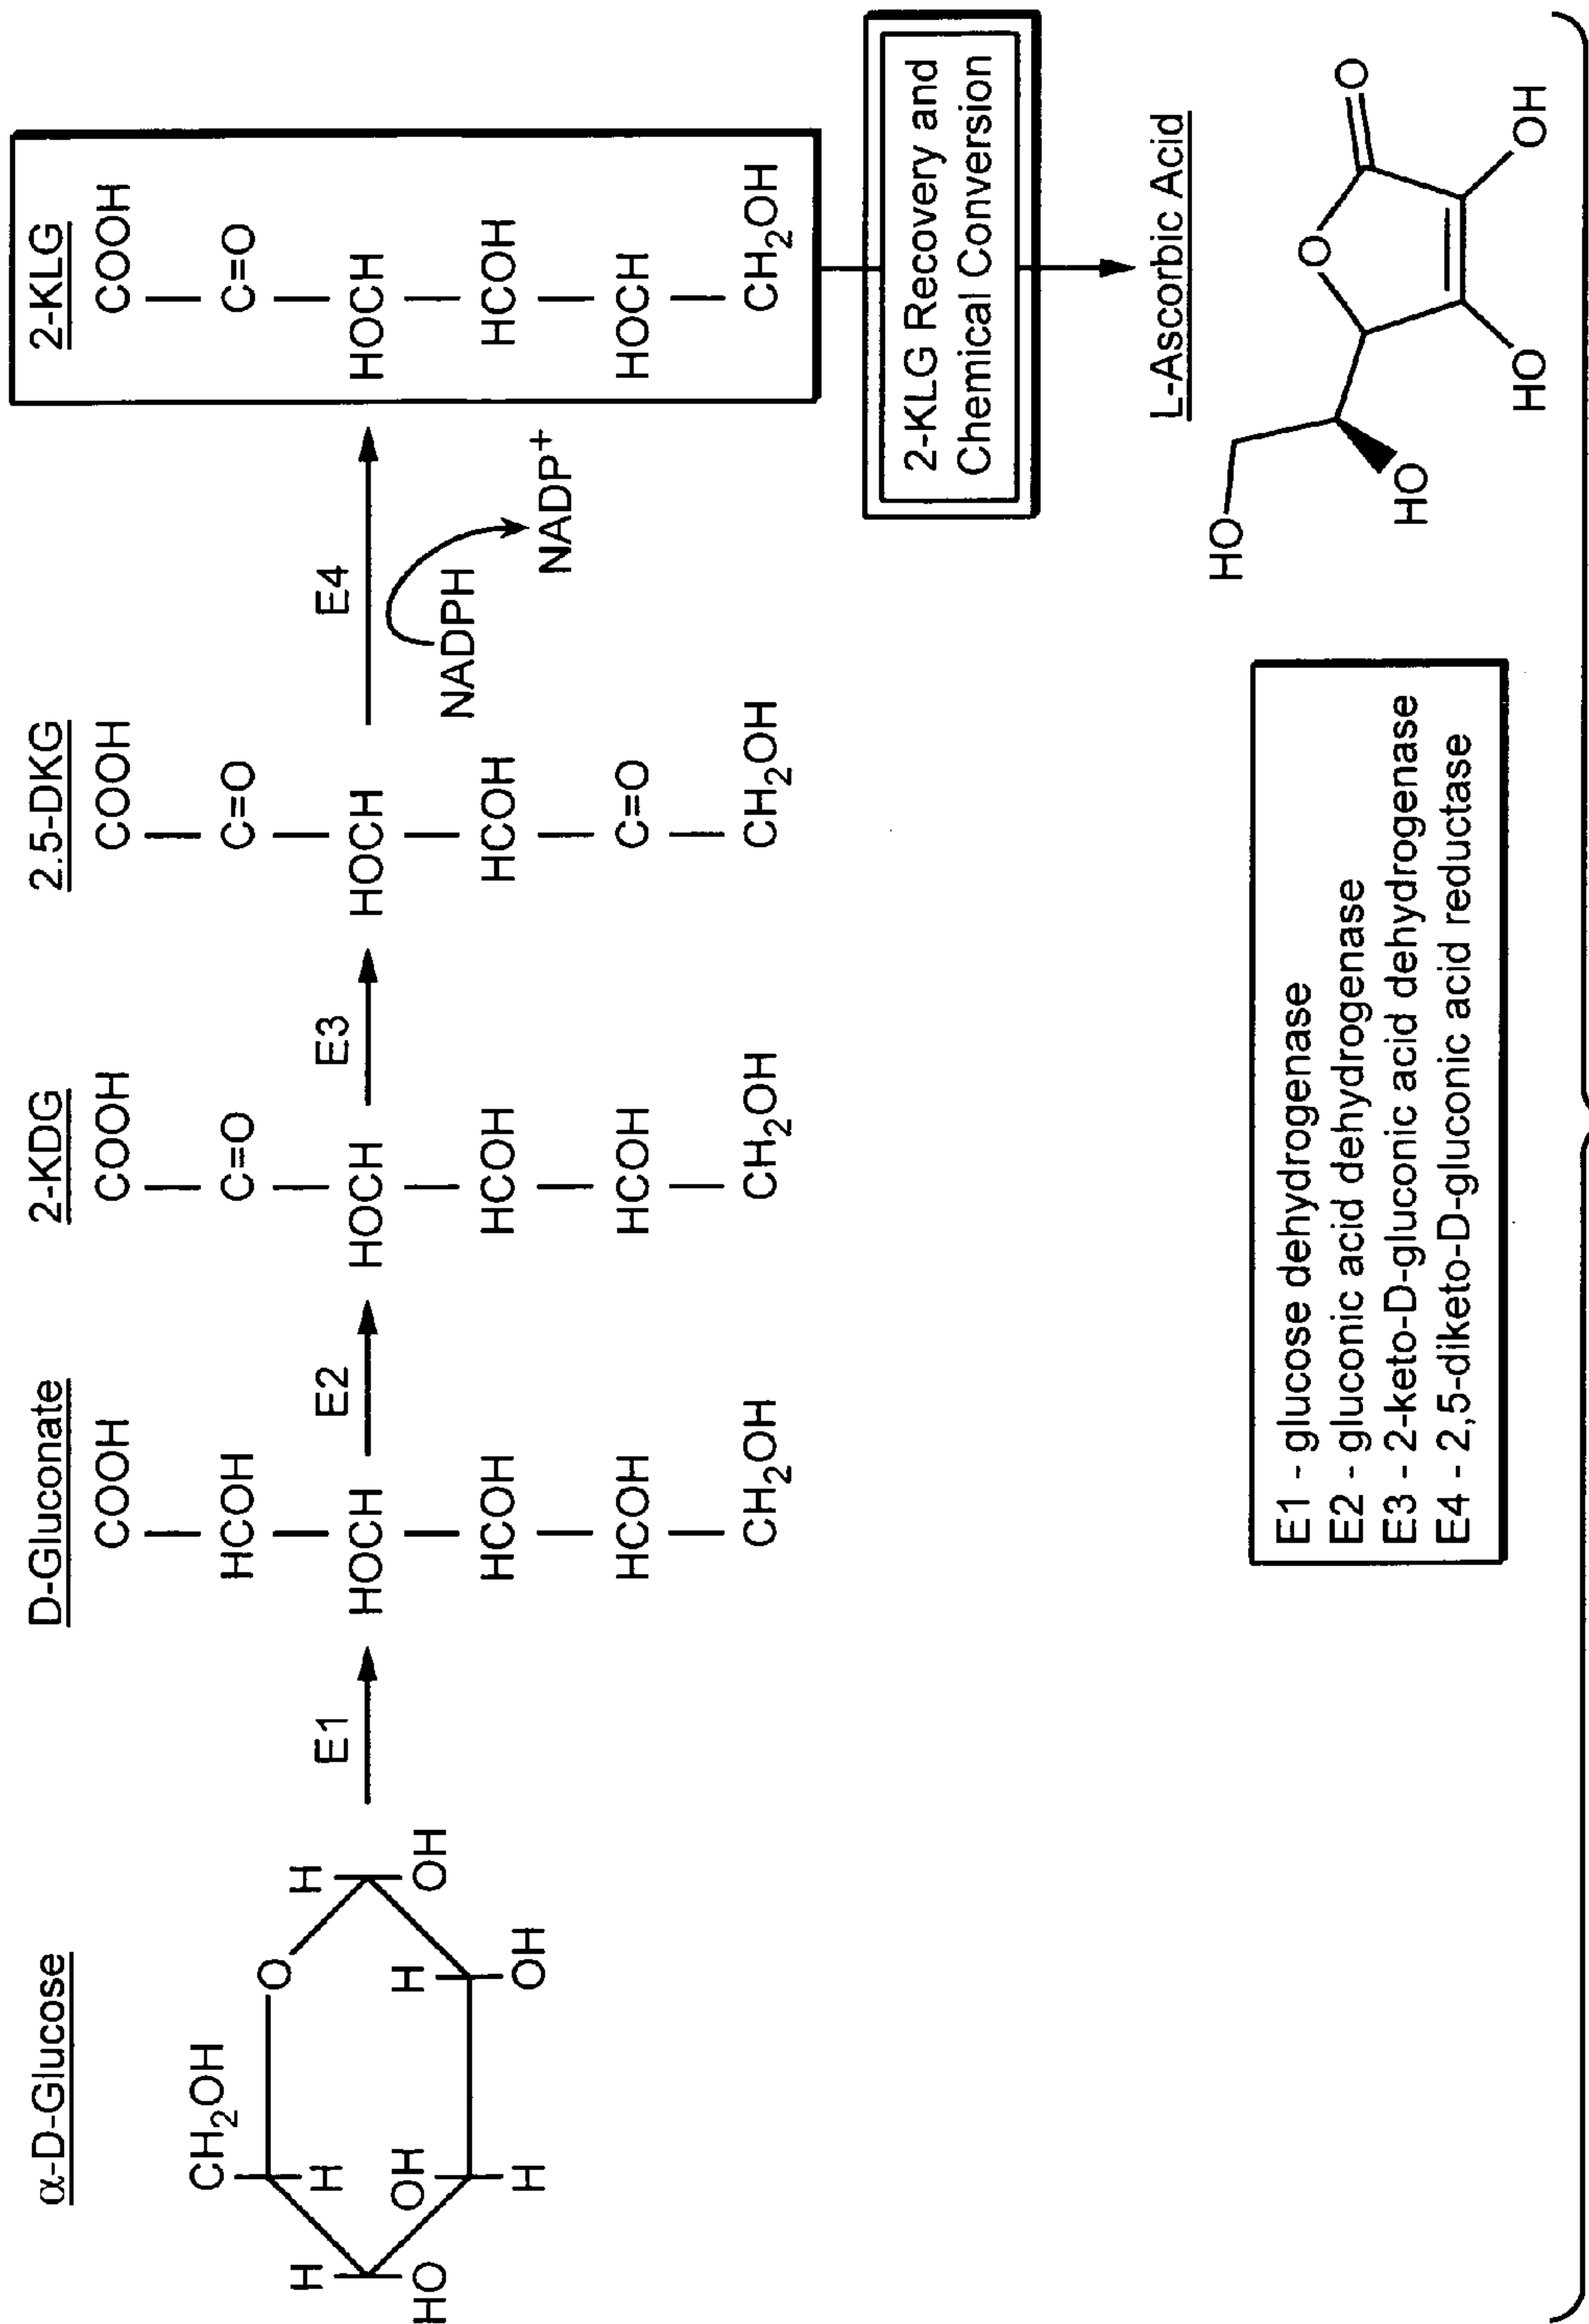 α-D-Glucose
CH2OH
O
H
H
H
OH
H
HO
OH
H
OH
E1
D-Gluconate
COOH
HCOH
HOCH
HCOH
HCOH
CH2OH
E2
2-KDG
COOH
C=O
HOCH
HCOH
HCOH
CH2OH
E3
2.5-DKG
COOH
C=O
HOCH
HCOH
C=O
CH2OH
E4
NADPH
NADP+
2-KLG
COOH
C=O
HOCH
HCOH
HOCH
CH2OH
2-KLG Recovery and
Chemical Conversion
L-Ascorbic Acid
HO
O
O
HO
HO
OH
E1 - glucose dehydrogenase
E2 - gluconic acid dehydrogenase
E3 - 2-keto-D-gluconic acid dehydrogenase
E4 - 2,5-diketo-D-gluconic acid reductase